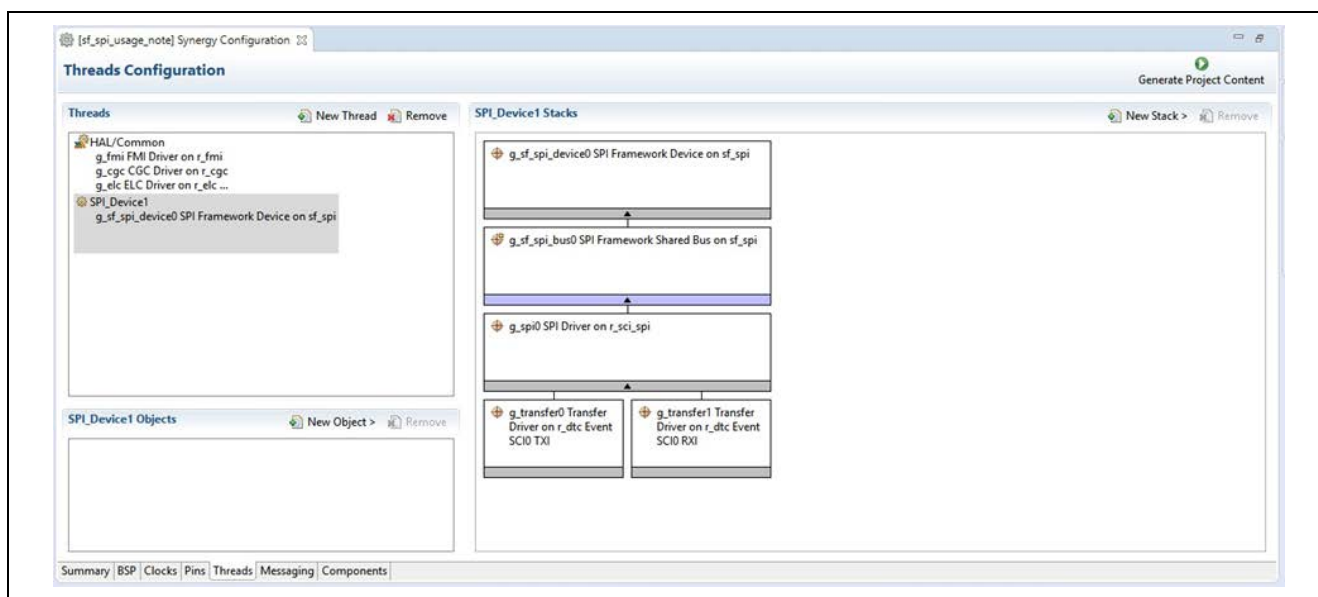 [sf_spi_usage_note] Synergy Configuration
Threads Configuration
Generate Project Content
Threads
New Thread
Remove
HAL/Common
g_fmi FMI Driver on r_fmi
g_cgc CGC Driver on r_cgc
g_elc ELC Driver on r_elc ...
SPI_Device1
g_sf_spi_device0 SPI Framework Device on sf_spi
SPI_Device1 Objects
New Object >
Remove
SPI_Device1 Stacks
New Stack >
Remove
g_sf_spi_device0 SPI Framework Device on sf_spi
g_sf_spi_bus0 SPI Framework Shared Bus on sf_spi
g_spi0 SPI Driver on r_sci_spi
g_transfer0 Transfer
Driver on r_dtc Event
SCI0 TXI
g_transfer1 Transfer
Driver on r_dtc Event
SCI0 RXI
Summary BSP Clocks Pins Threads Messaging Components